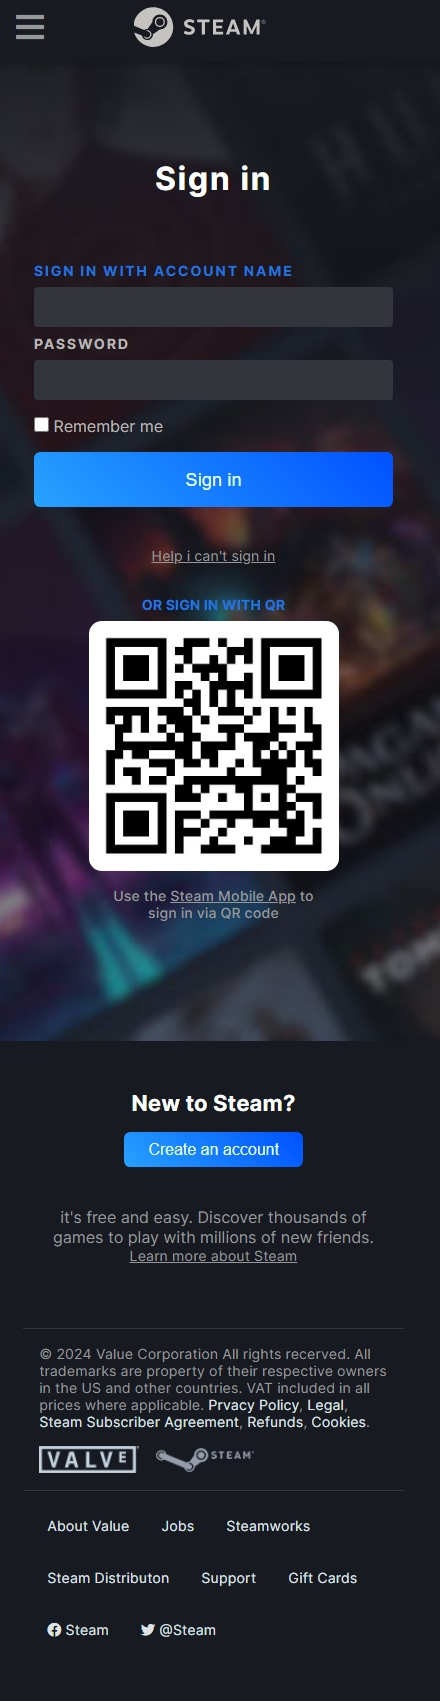 STEAM®
Sign in
SIGN IN WITH ACCOUNT NAME
PASSWORD
Remember me
Sign in
Help i can't sign in
OR SIGN IN WITH QR
Use the Steam Mobile App to
sign in via QR code
New to Steam?
Create an account
it's free and easy. Discover thousands of
games to play with millions of new friends.
Learn more about Steam
© 2024 Value Corporation All rights recerved. All
trademarks are property of their respective owners
in the US and other countries. VAT included in all
prices where applicable. Privacy Policy, Legal,
Steam Subscriber Agreement, Refunds, Cookies.
VALVE STEAM
About Value Jobs Steamworks
Steam Distributon Support Gift Cards
Steam @Steam